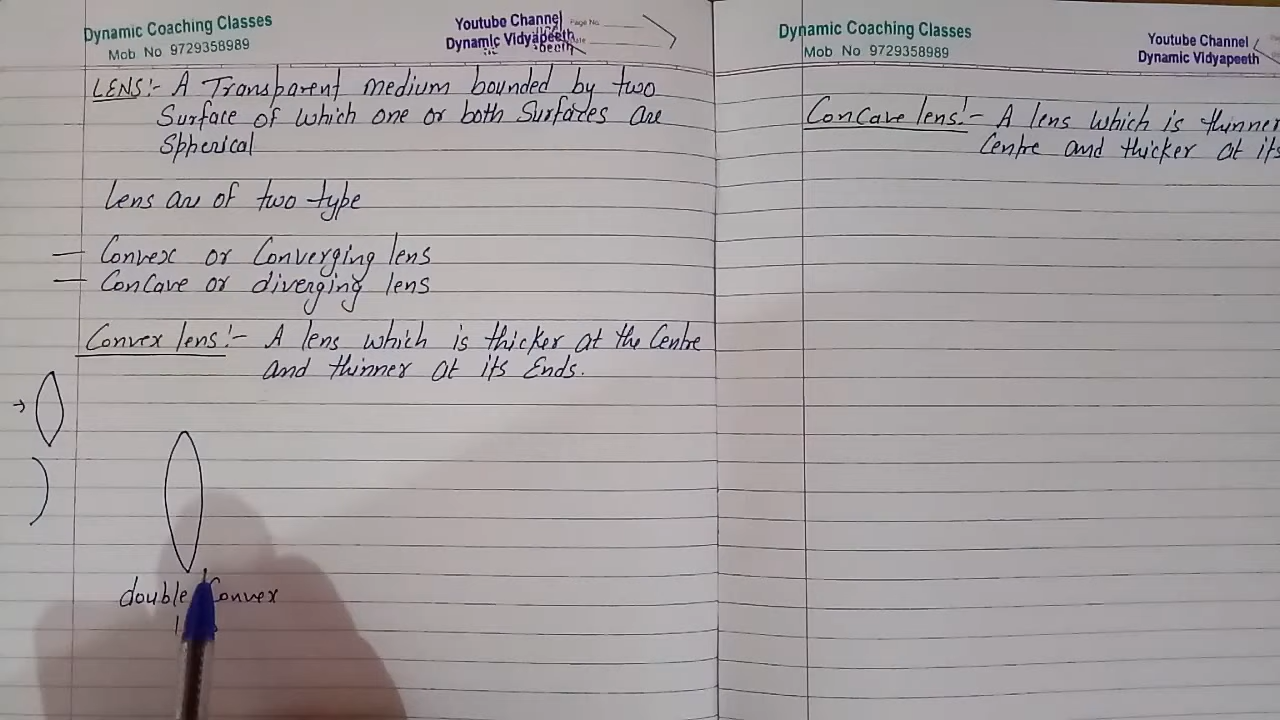 Dynamic Coaching Classes
Mob No 9729358989
Youtube Channel
Dynamic Vidyapeeth
Page No.
LENS:- A Transparent medium bounded by two
Surface of which one or both Surfaces are
Spherical
Lens are of two type
— Convex or Converging lens
— Concave or diverging lens
Convex lens:- A lens which is thicker at the Centre
and thinner at its Ends.
double Convex
Dynamic Coaching Classes
Mob No 9729358989
Youtube Channel
Dynamic Vidyapeeth
Concave lens:- A lens which is thinner
Centre and thicker at its